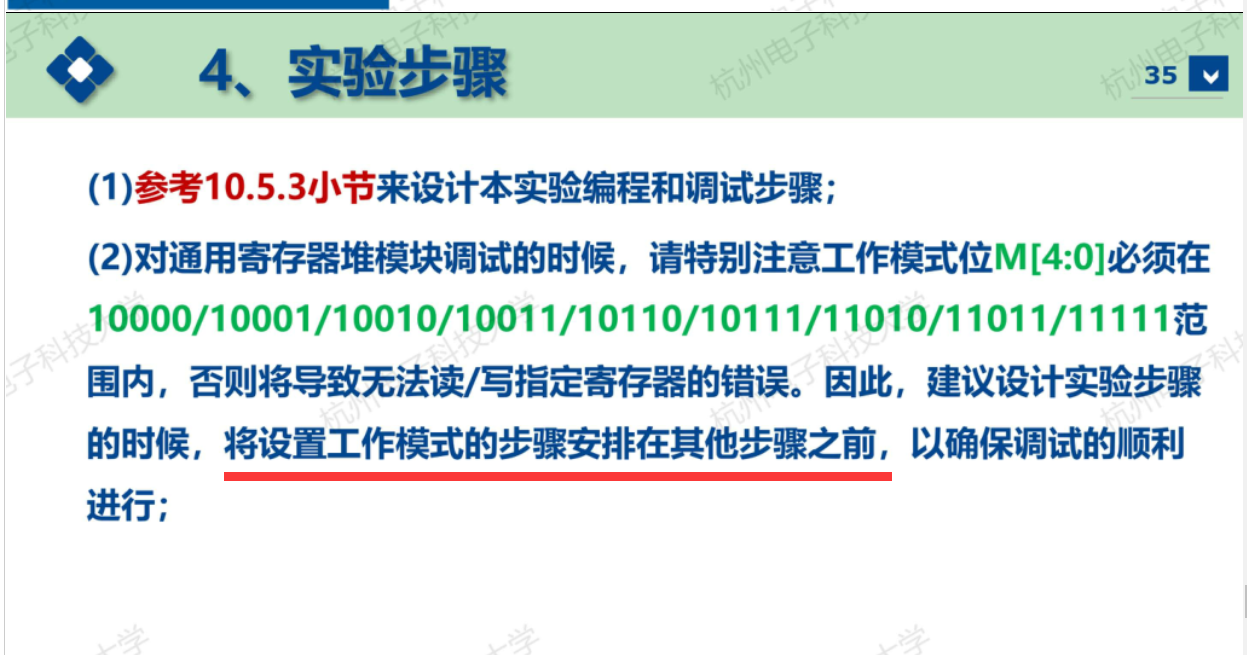 4、实验步骤
35
(1)参考10.5.3小节来设计本实验编程和调试步骤；
(2)对通用寄存器堆模块调试的时候，请特别注意工作模式位M[4:0]必须在
10000/10001/10010/10011/10110/10111/11010/11011/11111范
围内，否则将导致无法读/写指定寄存器的错误。因此，建议设计实验步骤
的时候，将设置工作模式的步骤安排在其他步骤之前，以确保调试的顺利
进行；
杭州电子科技大学